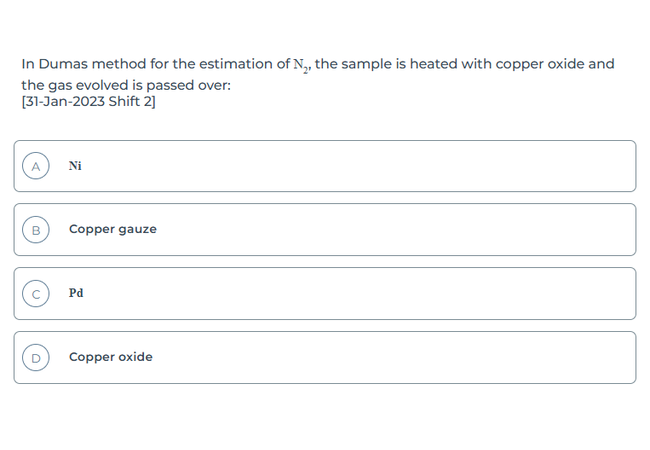 In Dumas method for the estimation of N₂, the sample is heated with copper oxide and
the gas evolved is passed over:
[31-Jan-2023 Shift 2]
A Ni
B Copper gauze
C Pd
D Copper oxide